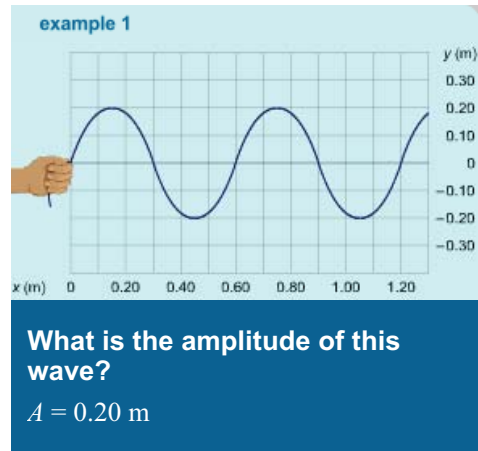 example 1
y (m)
0.30
0.20
0.10
0
−0.10
−0.20
−0.30
x (m) 0 0.20 0.40 0.60 0.80 1.00 1.20
What is the amplitude of this
wave?
A = 0.20 m